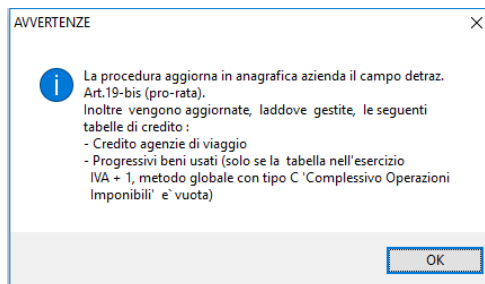 AVVERTENZE
La procedura aggiorna in anagrafica azienda il campo detraz.
Art.19-bis (pro-rata).
Inoltre vengono aggiornate, laddove gestite, le seguenti
tabelle di credito :
- Credito agenzie di viaggio
- Progressivi beni usati (solo se la tabella nell'esercizio
IVA + 1, metodo globale con tipo C 'Complessivo Operazioni
Imponibili' e` vuota)
OK